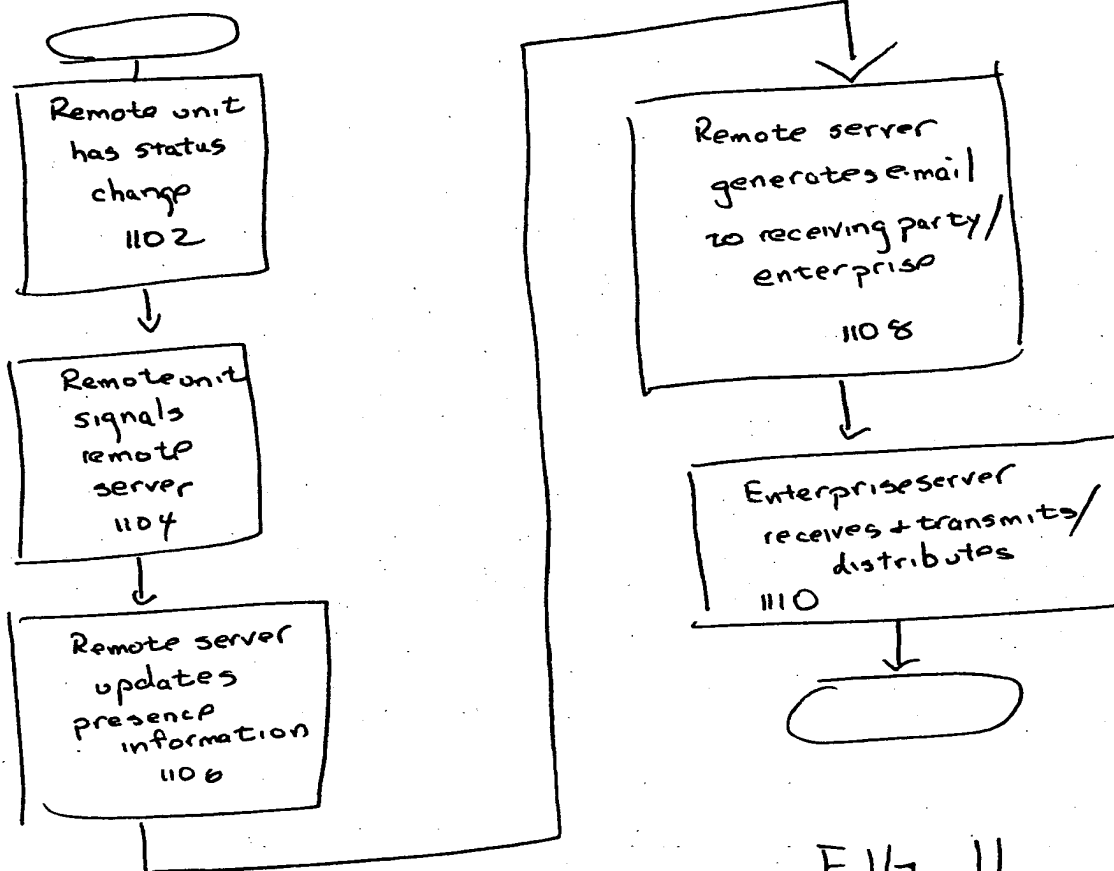 Remote unit
has status
change
1102
Remote unit
signals
remote
server
1104
Remote server
updates
presence
information
1106
Remote server
generates e-mail
to receiving party/
enterprise
1108
Enterprise server
receives + transmits/
distributes
1110
FIG. 11